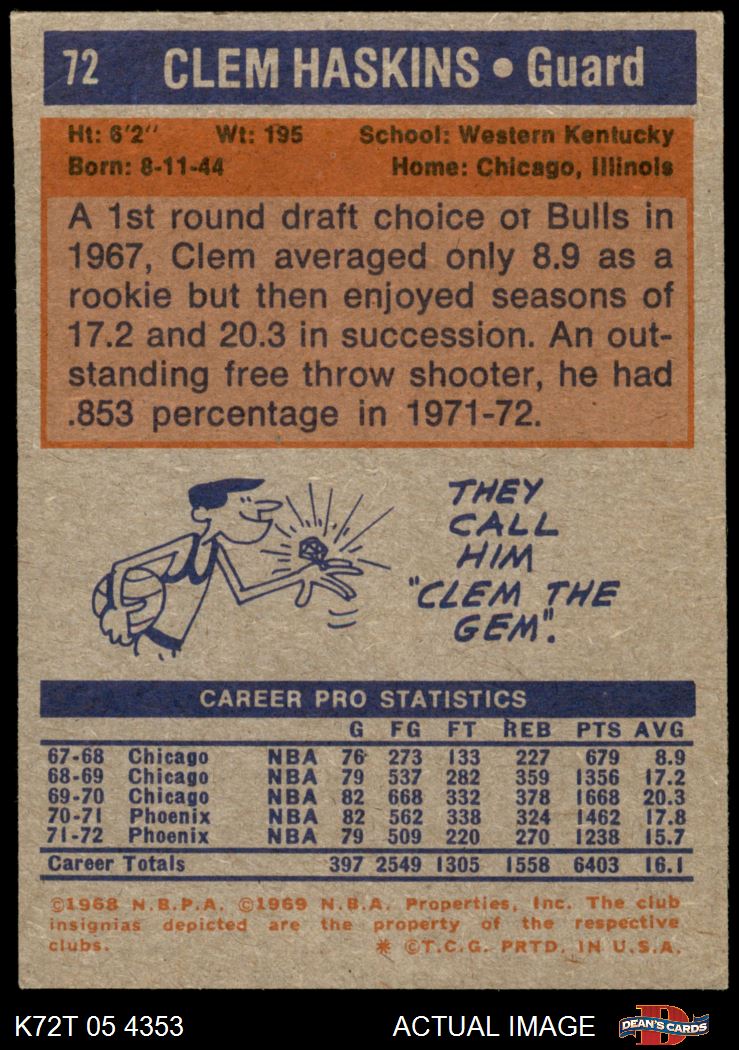 72 CLEM HASKINS • Guard
Ht: 6'2" Wt: 195 School: Western Kentucky
Born: 8-11-44 Home: Chicago, Illinois
A 1st round draft choice of Bulls in
1967, Clem averaged only 8.9 as a
rookie but then enjoyed seasons of
17.2 and 20.3 in succession. An out-
standing free throw shooter, he had
.853 percentage in 1971-72.
THEY
CALL
HIM
"CLEM THE
GEM".
CAREER PRO STATISTICS
G FG FT REB PTS AVG
67-68 Chicago NBA 76 273 133 227 679 8.9
68-69 Chicago NBA 79 537 282 359 1356 17.2
69-70 Chicago NBA 82 668 332 378 1668 20.3
70-71 Phoenix NBA 82 562 338 324 1462 17.8
71-72 Phoenix NBA 79 509 220 270 1238 15.7
Career Totals 397 2549 1305 1558 6403 16.1
©1968 N.B.P.A. ©1969 N.B.A. Properties, Inc. The club
insignias depicted are the property of the respective
clubs. * ©T.C.G. PRTD. IN U.S.A.
K72T 05 4353 ACTUAL IMAGE D DEAN'S CARDS